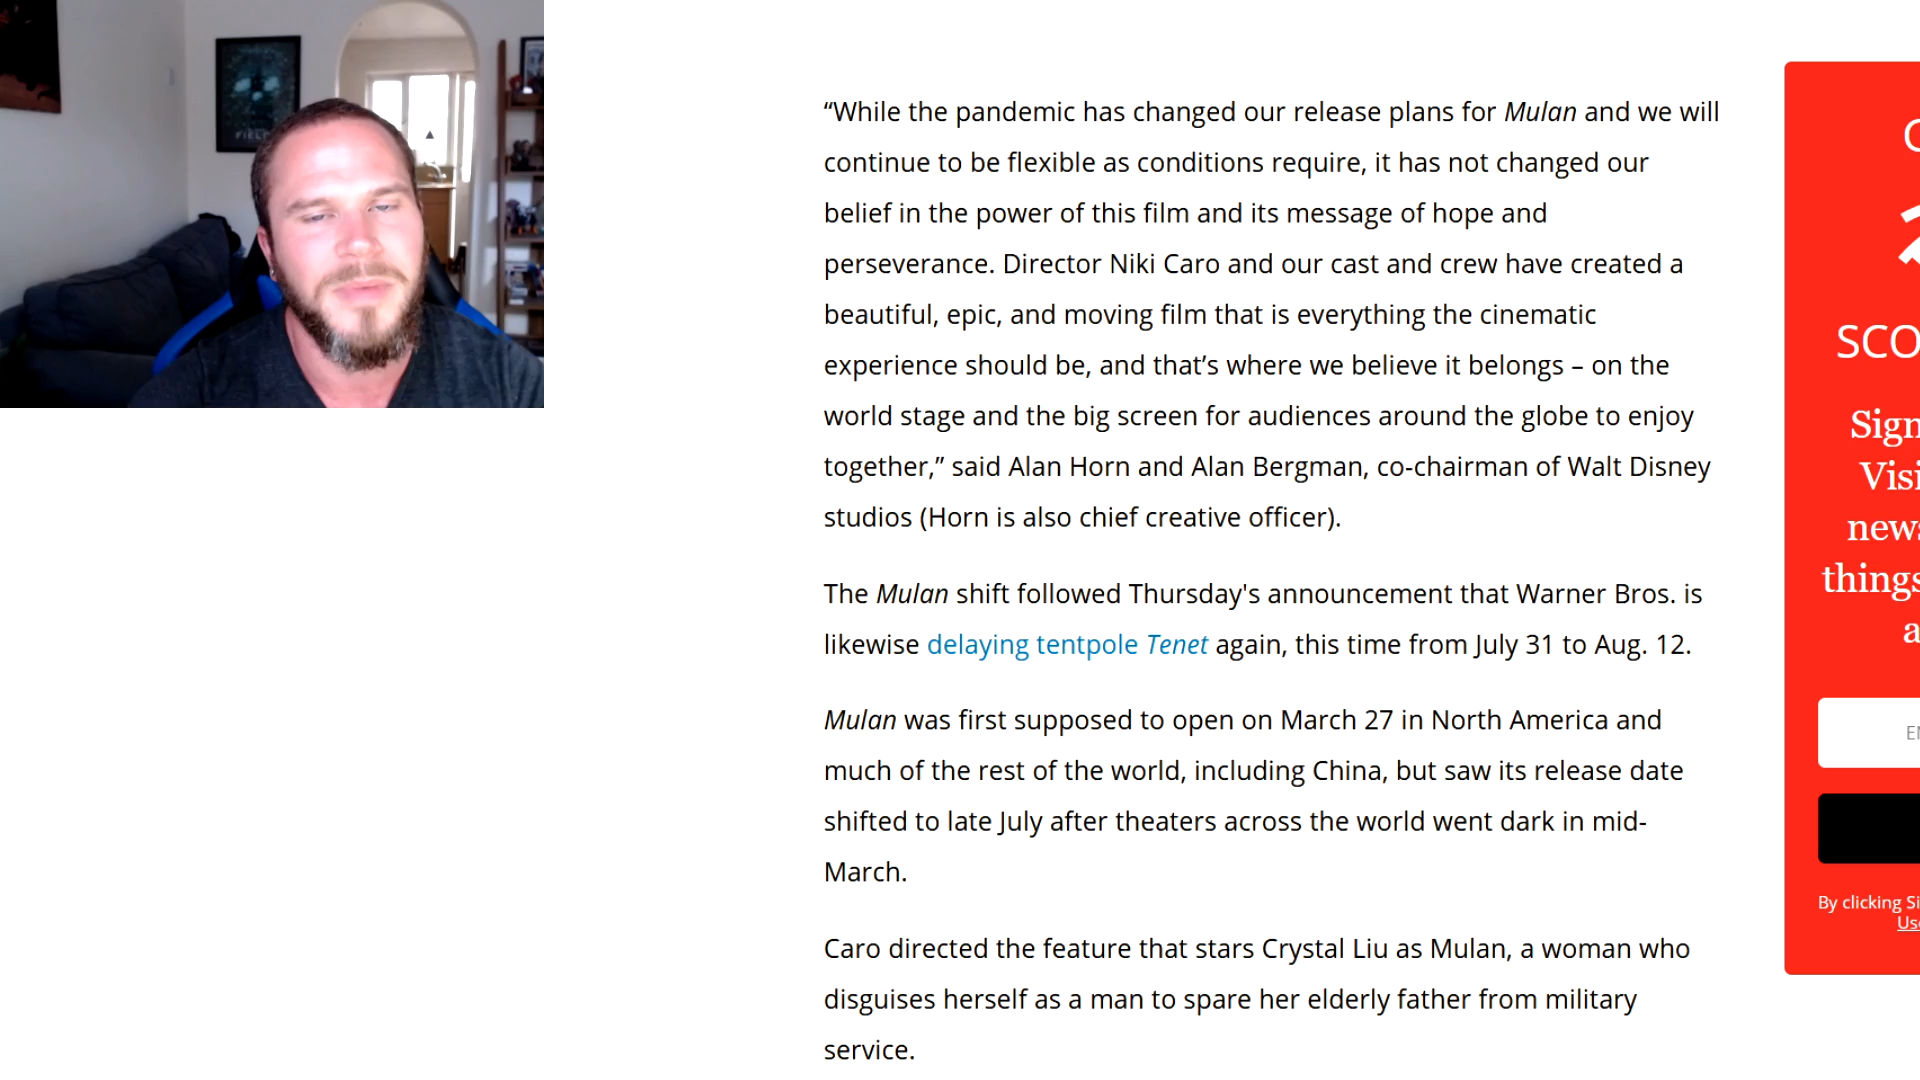 “While the pandemic has changed our release plans for Mulan and we will
continue to be flexible as conditions require, it has not changed our
belief in the power of this film and its message of hope and
perseverance. Director Niki Caro and our cast and crew have created a
beautiful, epic, and moving film that is everything the cinematic
experience should be, and that’s where we believe it belongs – on the
world stage and the big screen for audiences around the globe to enjoy
together,” said Alan Horn and Alan Bergman, co-chairman of Walt Disney
studios (Horn is also chief creative officer).
The Mulan shift followed Thursday's announcement that Warner Bros. is
likewise delaying tentpole Tenet again, this time from July 31 to Aug. 12.
Mulan was first supposed to open on March 27 in North America and
much of the rest of the world, including China, but saw its release date
shifted to late July after theaters across the world went dark in mid-
March.
Caro directed the feature that stars Crystal Liu as Mulan, a woman who
disguises herself as a man to spare her elderly father from military
service.
SCO
Sign
Visi
news
things
a
By clicking Si
Use